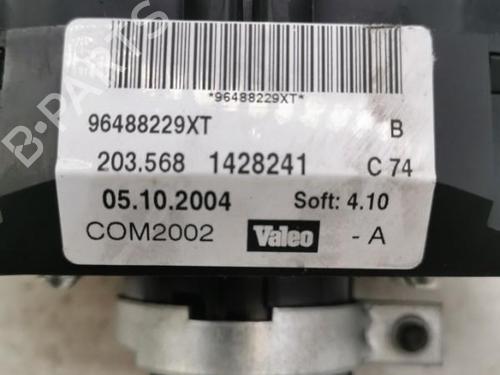 *96488229XT*
96488229XT B
203.568 1428241 C 74
05.10.2004 Soft: 4.10
COM2002 Valeo - A
B-PARTS